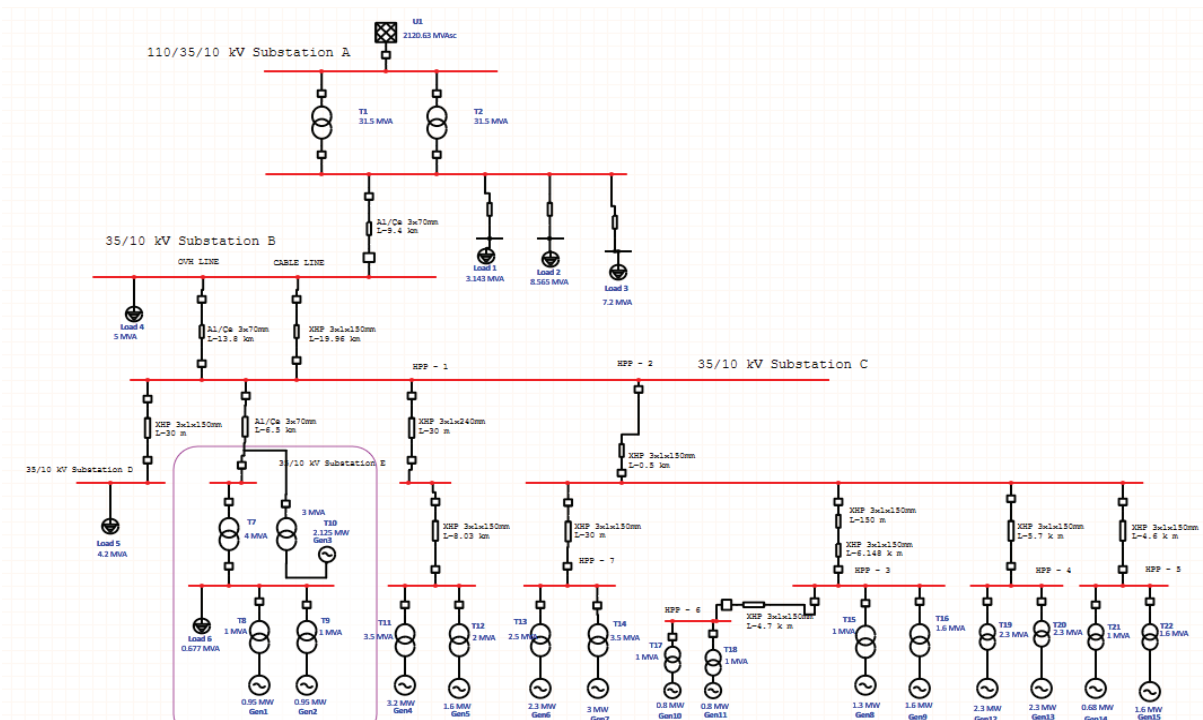 U1
2120.63 MVAsc
110/35/10 kV Substation A
T1
31.5 MVA
T2
31.5 MVA
Al/Çe 3x70mm
L-9.4 km
35/10 kV Substation B
OVH LINE
CABLE LINE
Load 1
3.143 MVA
Load 2
8.565 MVA
Load 3
7.2 MVA
Load 4
5 MVA
Al/Çe 3x70mm
L-13.8 km
XHP 3x1x150mm
L-19.96 km
HPP - 1
HPP - 2
35/10 kV Substation C
XHP 3x1x150mm
L-30 m
Al/Çe 3x70mm
L-6.5 km
XHP 3x1x240mm
L-30 m
XHP 3x1x150mm
L-0.5 km
35/10 kV Substation D
35/10 kV Substation E
Load 5
4.2 MVA
T7
4 MVA
3 MVA
T10
2.125 MW
Gen3
XHP 3x1x150mm
L-8.03 km
XHP 3x1x150mm
L-30 m
HPP - 7
XHP 3x1x150mm
L-150 m
XHP 3x1x150mm
L-6.148 k m
HPP - 3
XHP 3x1x150mm
L-5.7 k m
HPP - 4
XHP 3x1x150mm
L-4.6 k m
HPP - 5
Load 6
0.677 MVA
T8
1 MVA
T9
1 MVA
T11
3.5 MVA
T12
2 MVA
T13
2.5 MVA
T14
3.5 MVA
HPP - 6
XHP 3x1x150mm
L-4.7 k m
T17
1 MVA
T18
1 MVA
T15
1 MVA
T16
1.6 MVA
T19
2.3 MVA
T20
2.3 MVA
T21
1 MVA
T22
1.6 MVA
0.95 MW
Gen1
0.95 MW
Gen2
3.2 MW
Gen4
1.6 MW
Gen5
2.3 MW
Gen6
3 MW
Gen7
0.8 MW
Gen10
0.8 MW
Gen11
1.3 MW
Gen8
1.6 MW
Gen9
2.3 MW
Gen12
2.3 MW
Gen13
0.68 MW
Gen14
1.6 MW
Gen15